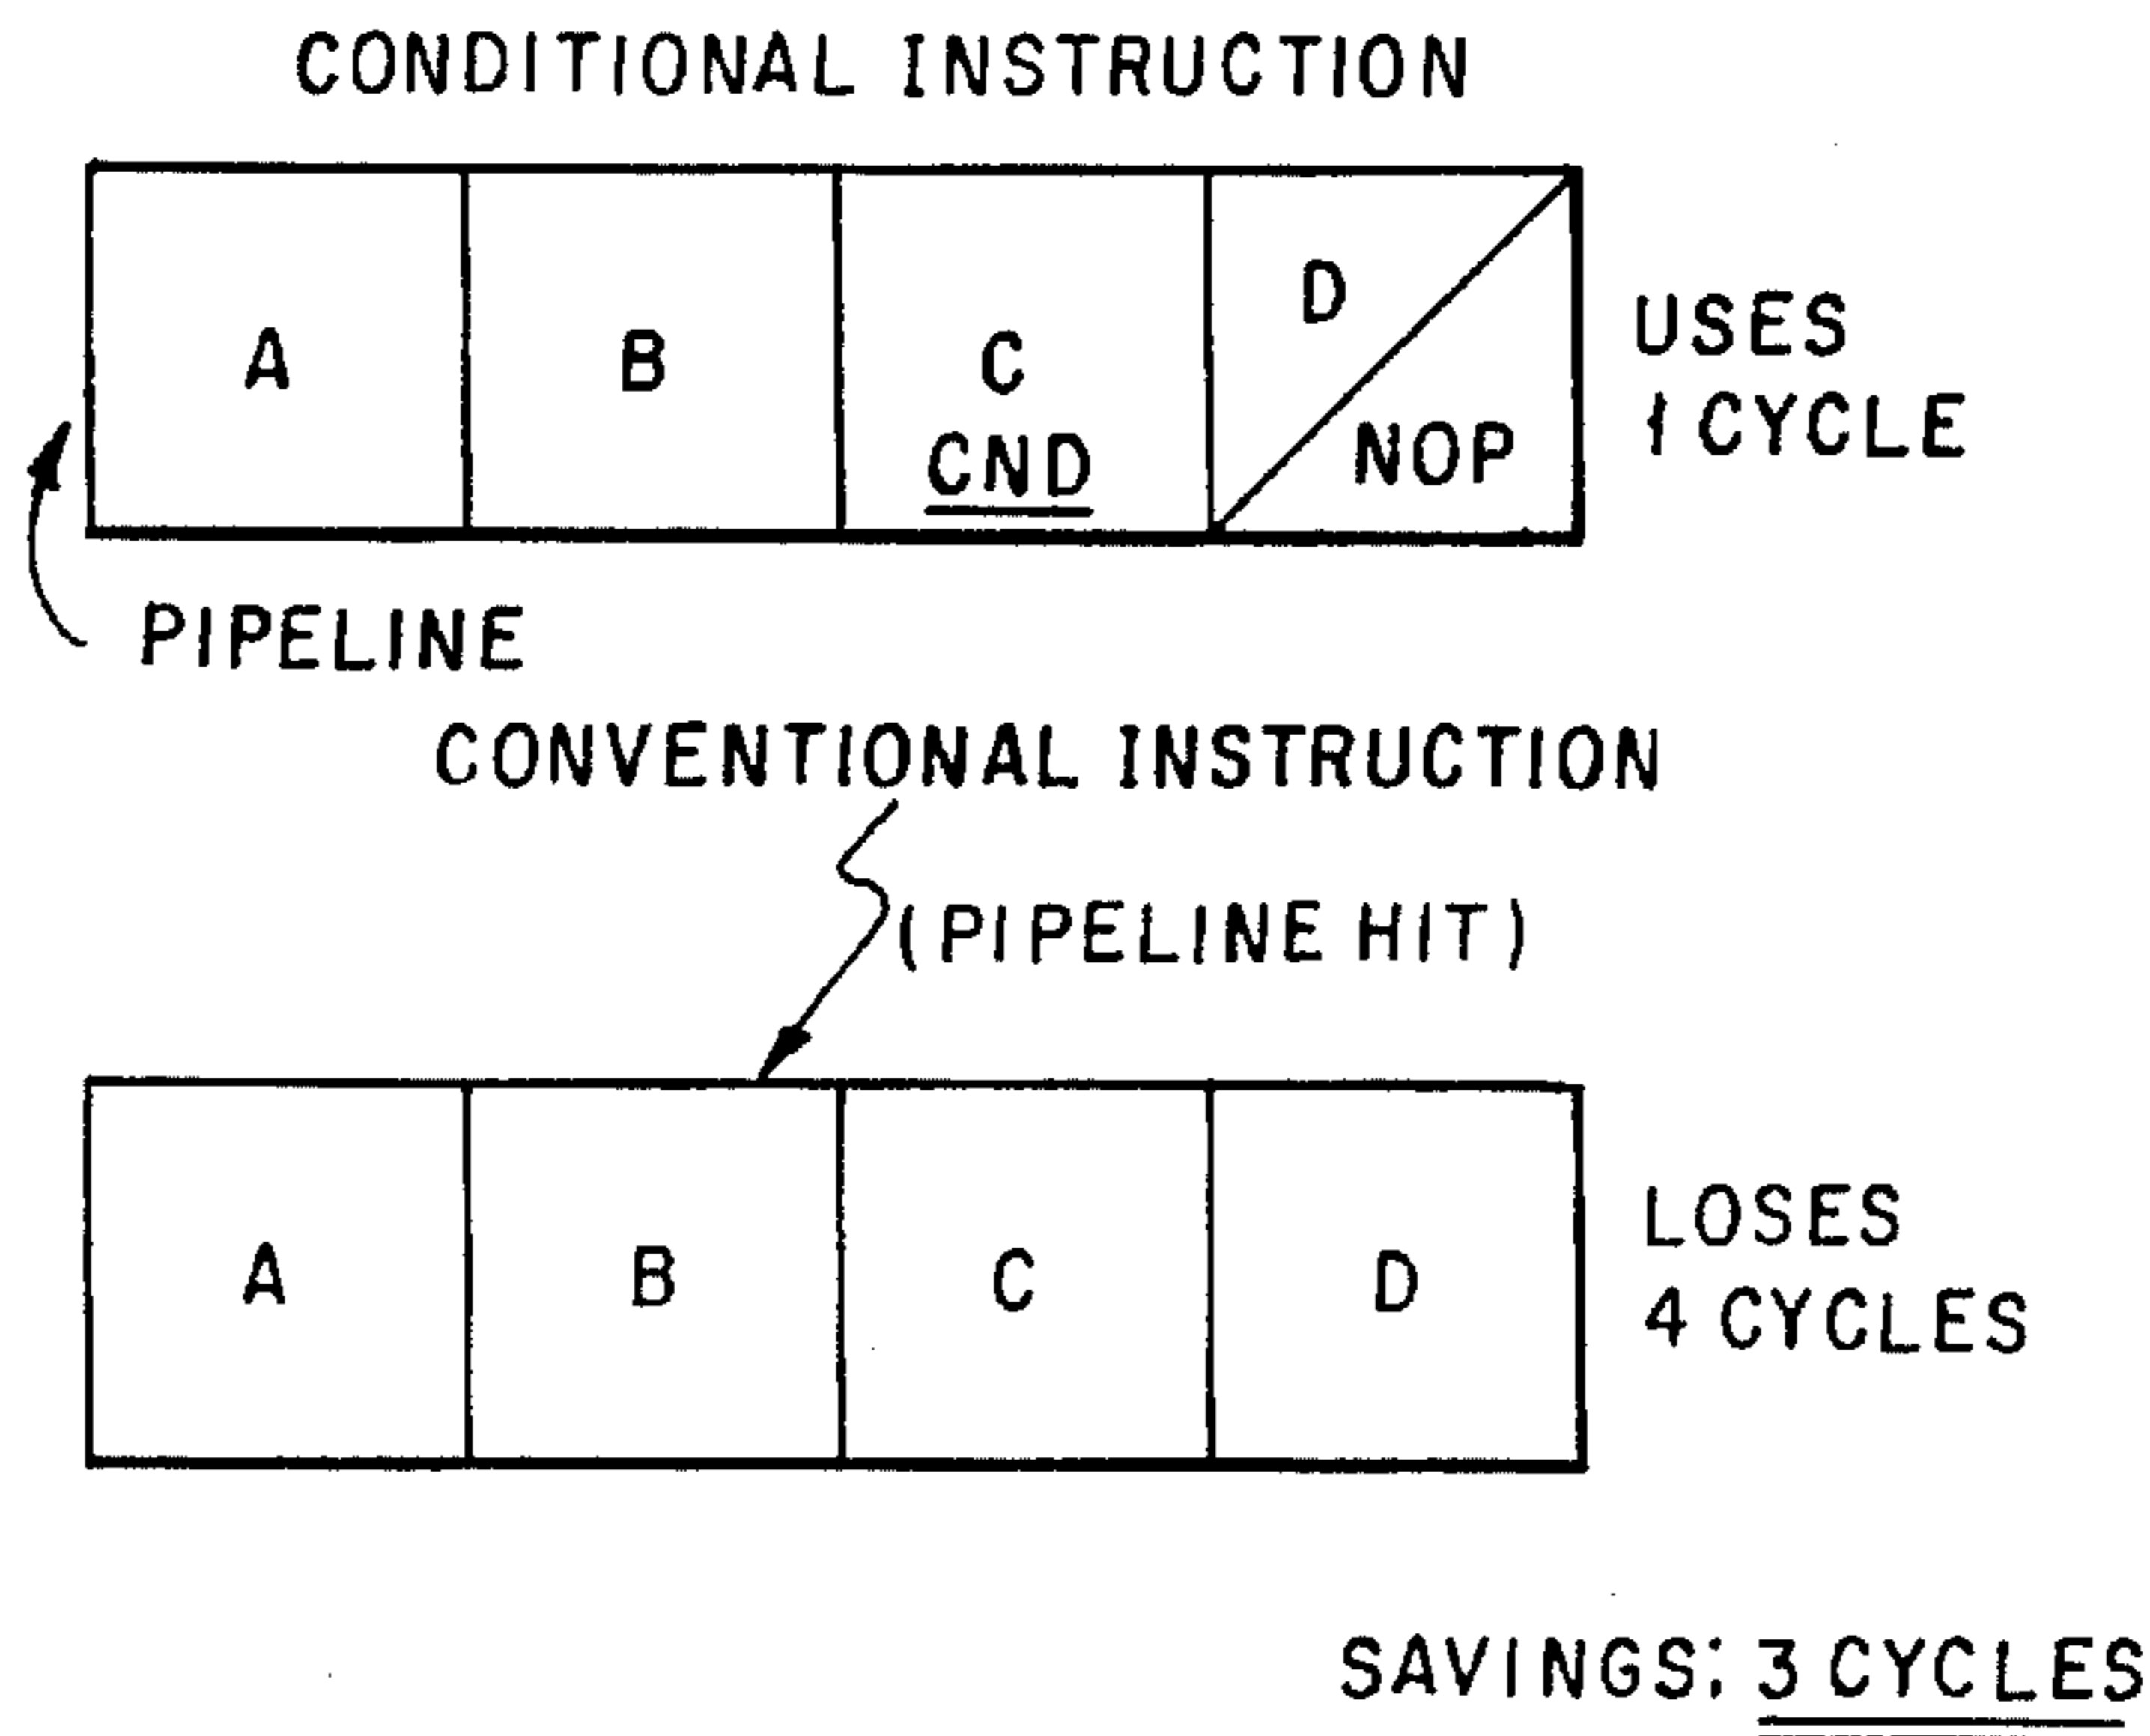 CONDITIONAL INSTRUCTION
A B C D
CND
NOP
USES
1 CYCLE
PIPELINE
CONVENTIONAL INSTRUCTION
(PIPELINE HIT)
A B C D
LOSES
4 CYCLES
SAVINGS: 3 CYCLES